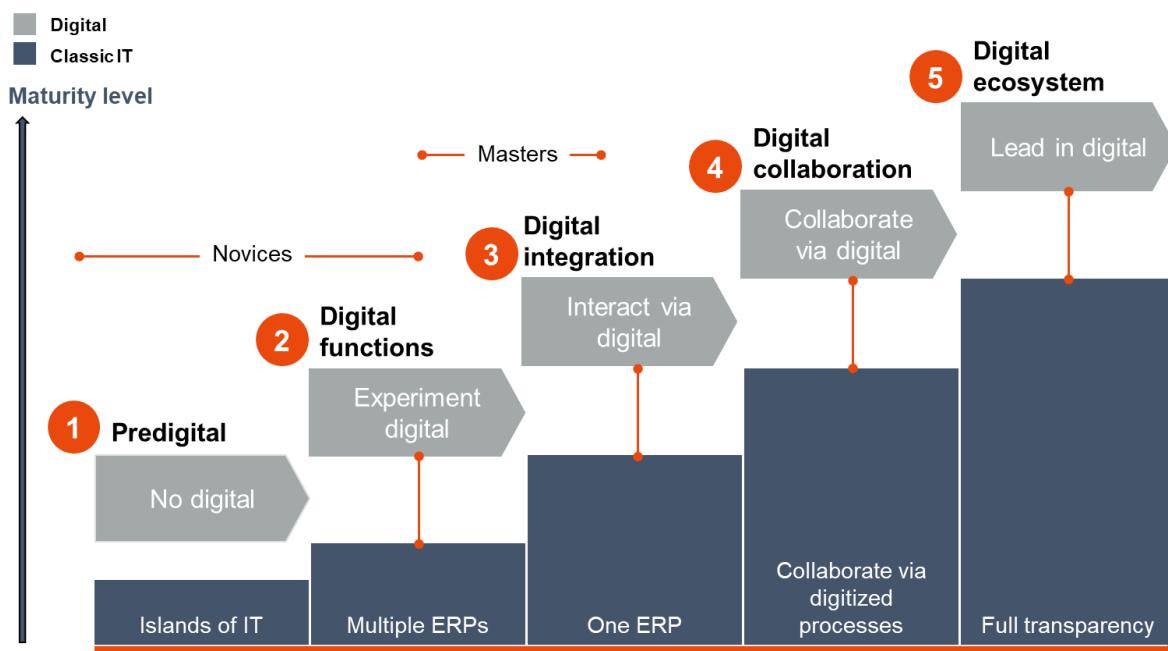 Digital
Classic IT
Maturity level
5
Digital
ecosystem
Lead in digital
Masters
4
Digital
collaboration
Collaborate
via digital
Novices
3
Digital
integration
Interact via
digital
2
Digital
functions
Experiment
digital
1
Predigital
No digital
Islands of IT
Multiple ERPs
One ERP
Collaborate via
digitized
processes
Full transparency